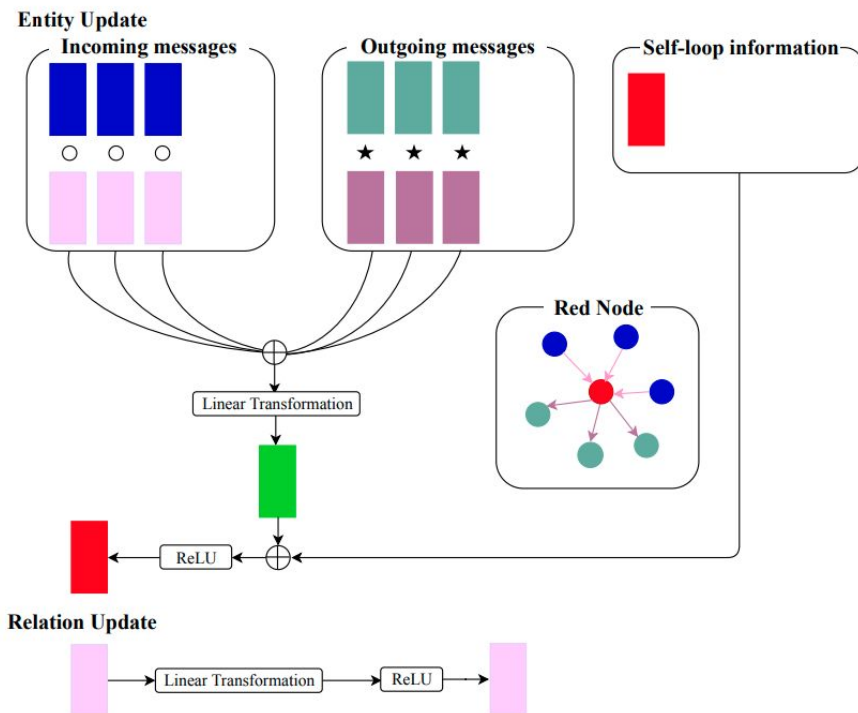 Entity Update
Incoming messages
Outgoing messages
Self-loop information
Red Node
Linear Transformation
ReLU
Relation Update
Linear Transformation
ReLU